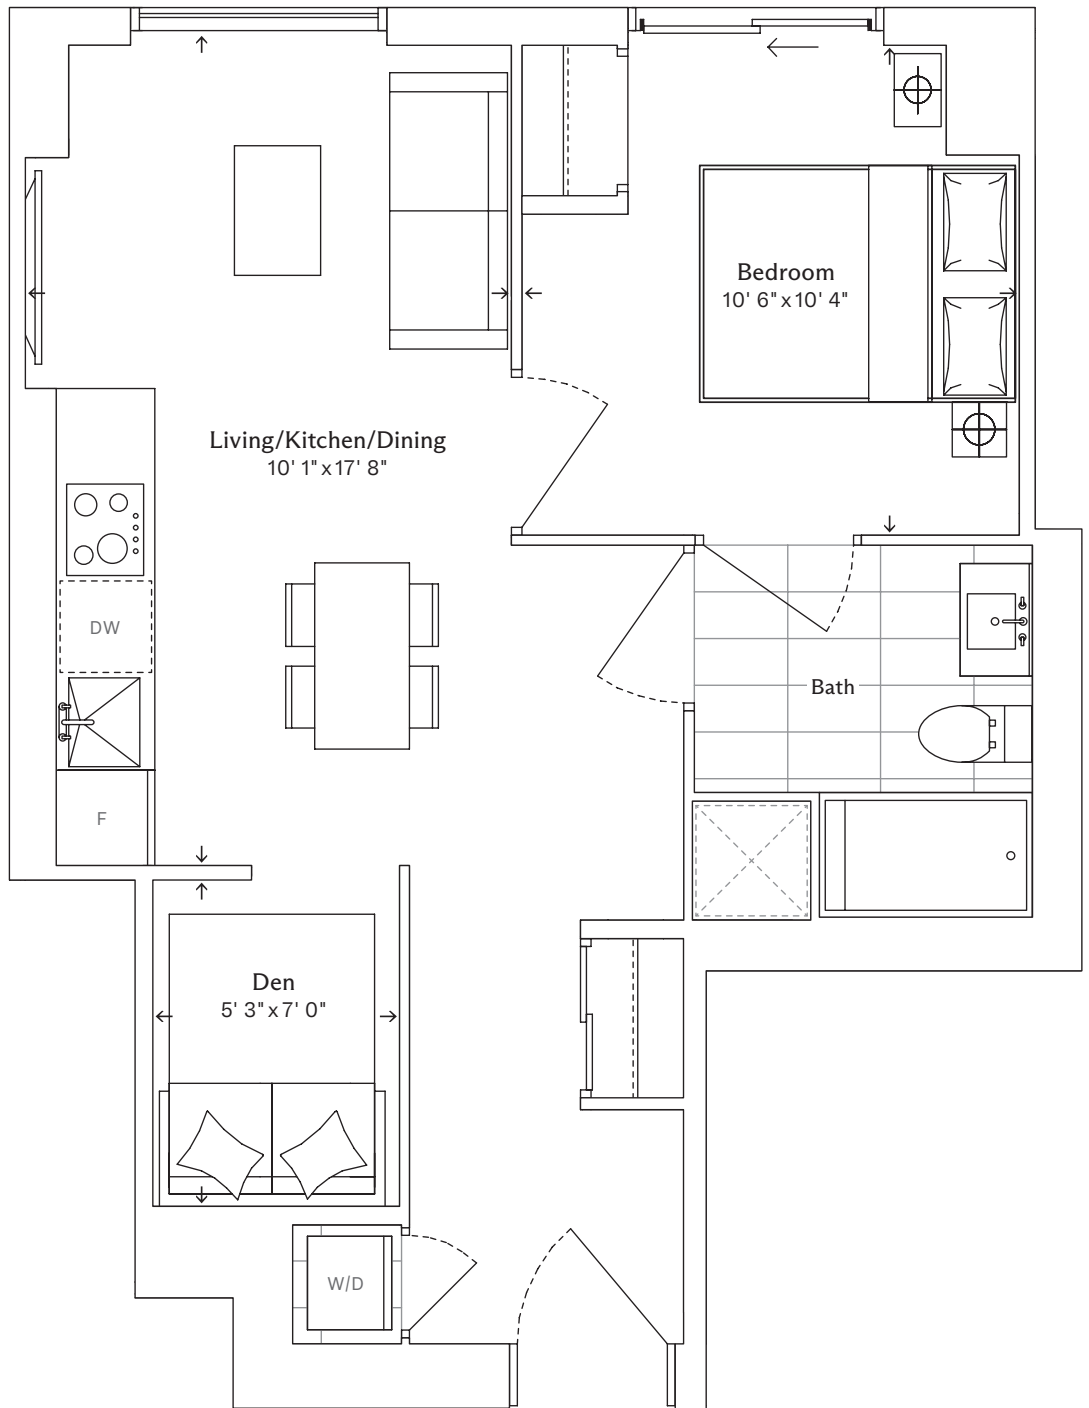 Bedroom
10' 6" x 10' 4"
Living/Kitchen/Dining
10' 1" x 17' 8"
DW
Bath
F
Den
5' 3" x 7' 0"
W/D